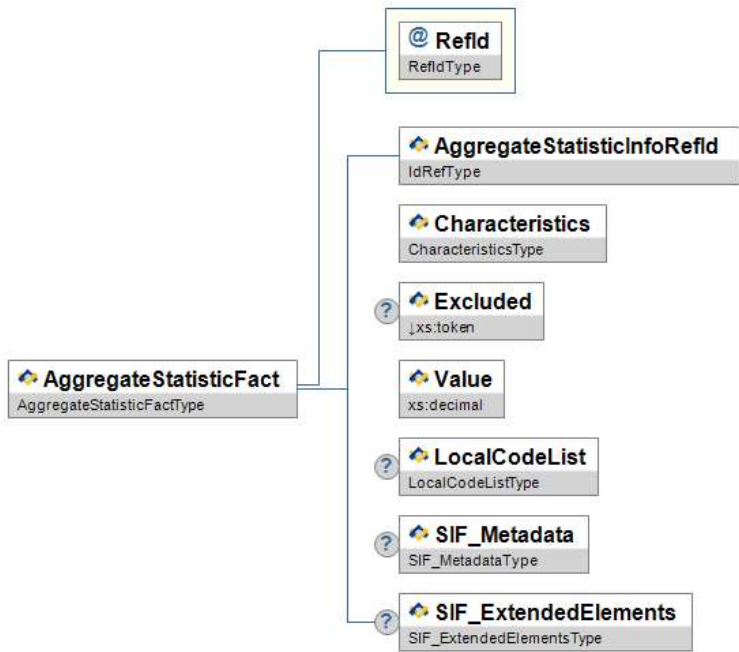 @ RefId
RefIdType
AggregateStatisticInfoRefId
IdRefType
Characteristics
CharacteristicsType
? Excluded
↓xs:token
AggregateStatisticFact
AggregateStatisticFactType
Value
xs:decimal
? LocalCodeList
LocalCodeListType
? SIF_Metadata
SIF_MetadataType
? SIF_ExtendedElements
SIF_ExtendedElementsType